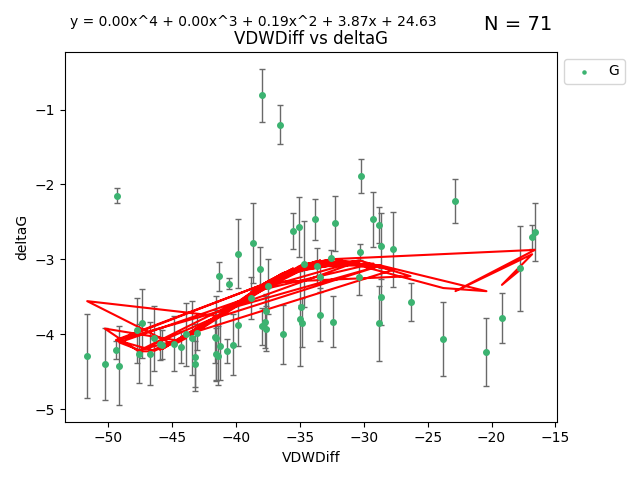 y = 0.00x^4 + 0.00x^3 + 0.19x^2 + 3.87x + 24.63
N = 71
VDWDiff vs deltaG
G
deltaG
−1
−2
−3
−4
−5
−50 −45 −40 −35 −30 −25 −20 −15
VDWDiff